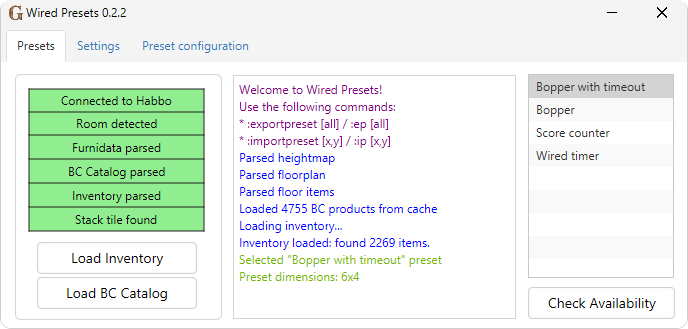 G Wired Presets 0.2.2
Presets Settings Preset configuration
Connected to Habbo
Room detected
Furnidata parsed
BC Catalog parsed
Inventory parsed
Stack tile found
Load Inventory
Load BC Catalog
Welcome to Wired Presets!
Use the following commands:
* :exportpreset [all] / :ep [all]
* :importpreset [x,y] / :ip [x,y]
Parsed heightmap
Parsed floorplan
Parsed floor items
Loaded 4755 BC products from cache
Loading inventory...
Inventory loaded: found 2269 items.
Selected "Bopper with timeout" preset
Preset dimensions: 6x4
Bopper with timeout
Bopper
Score counter
Wired timer
Check Availability